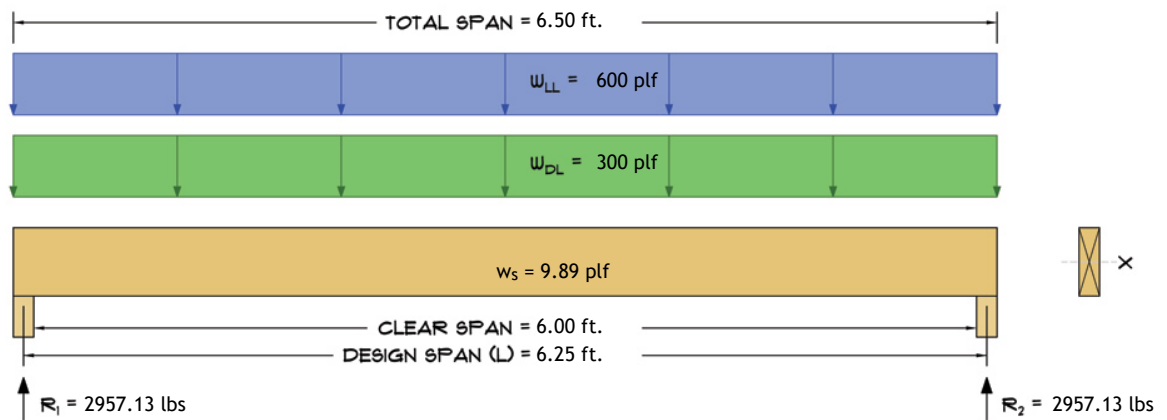 TOTAL SPAN = 6.50 ft.
wLL = 600 plf
wDL = 300 plf
ws = 9.89 plf
X
CLEAR SPAN = 6.00 ft.
DESIGN SPAN (L) = 6.25 ft.
R1 = 2957.13 lbs
R2 = 2957.13 lbs